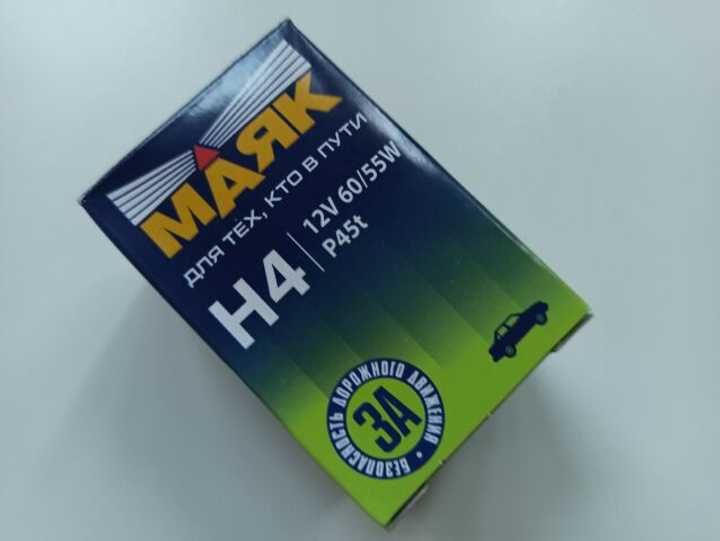 МАЯК
ДЛЯ ТЕХ, КТО В ПУТИ
H4
12V 60/55W
P45t
ЗА
БЕЗОПАСНОСТЬ ДОРОЖНОГО ДВИЖЕНИЯ •